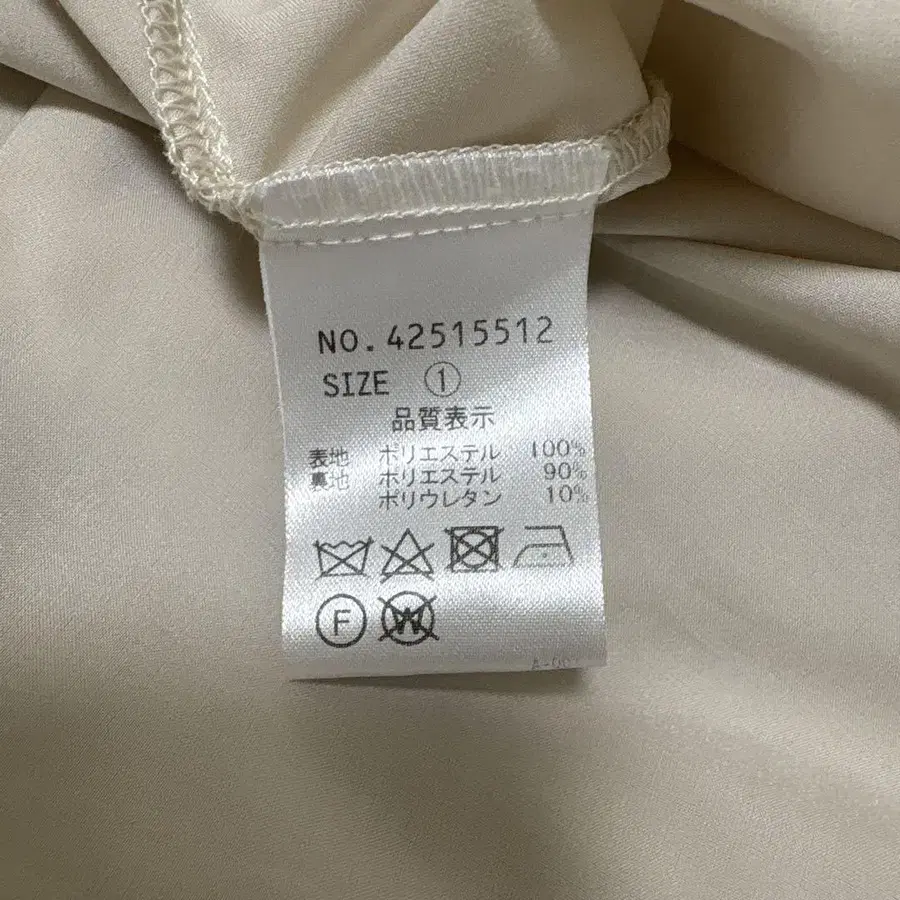 NO. 42515512
SIZE ①
品質表示
表地 ポリエステル 100%
裏地 ポリエステル 90%
ポリウレタン 10%
F W